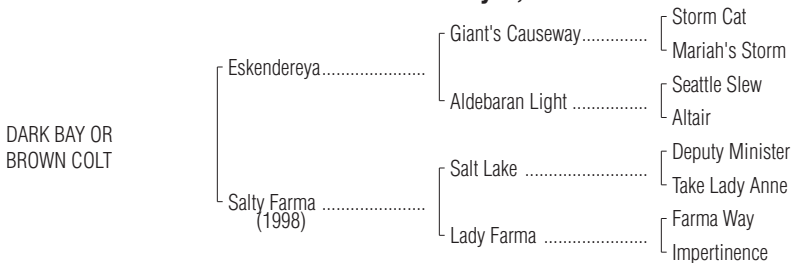 Storm Cat
Giant's Causeway..............
Mariah's Storm
Eskendereya......................
Seattle Slew
Aldebaran Light ................
Altair
DARK BAY OR
BROWN COLT
Deputy Minister
Salt Lake ..........................
Take Lady Anne
Salty Farma ......................
(1998)
Farma Way
Lady Farma ......................
Impertinence